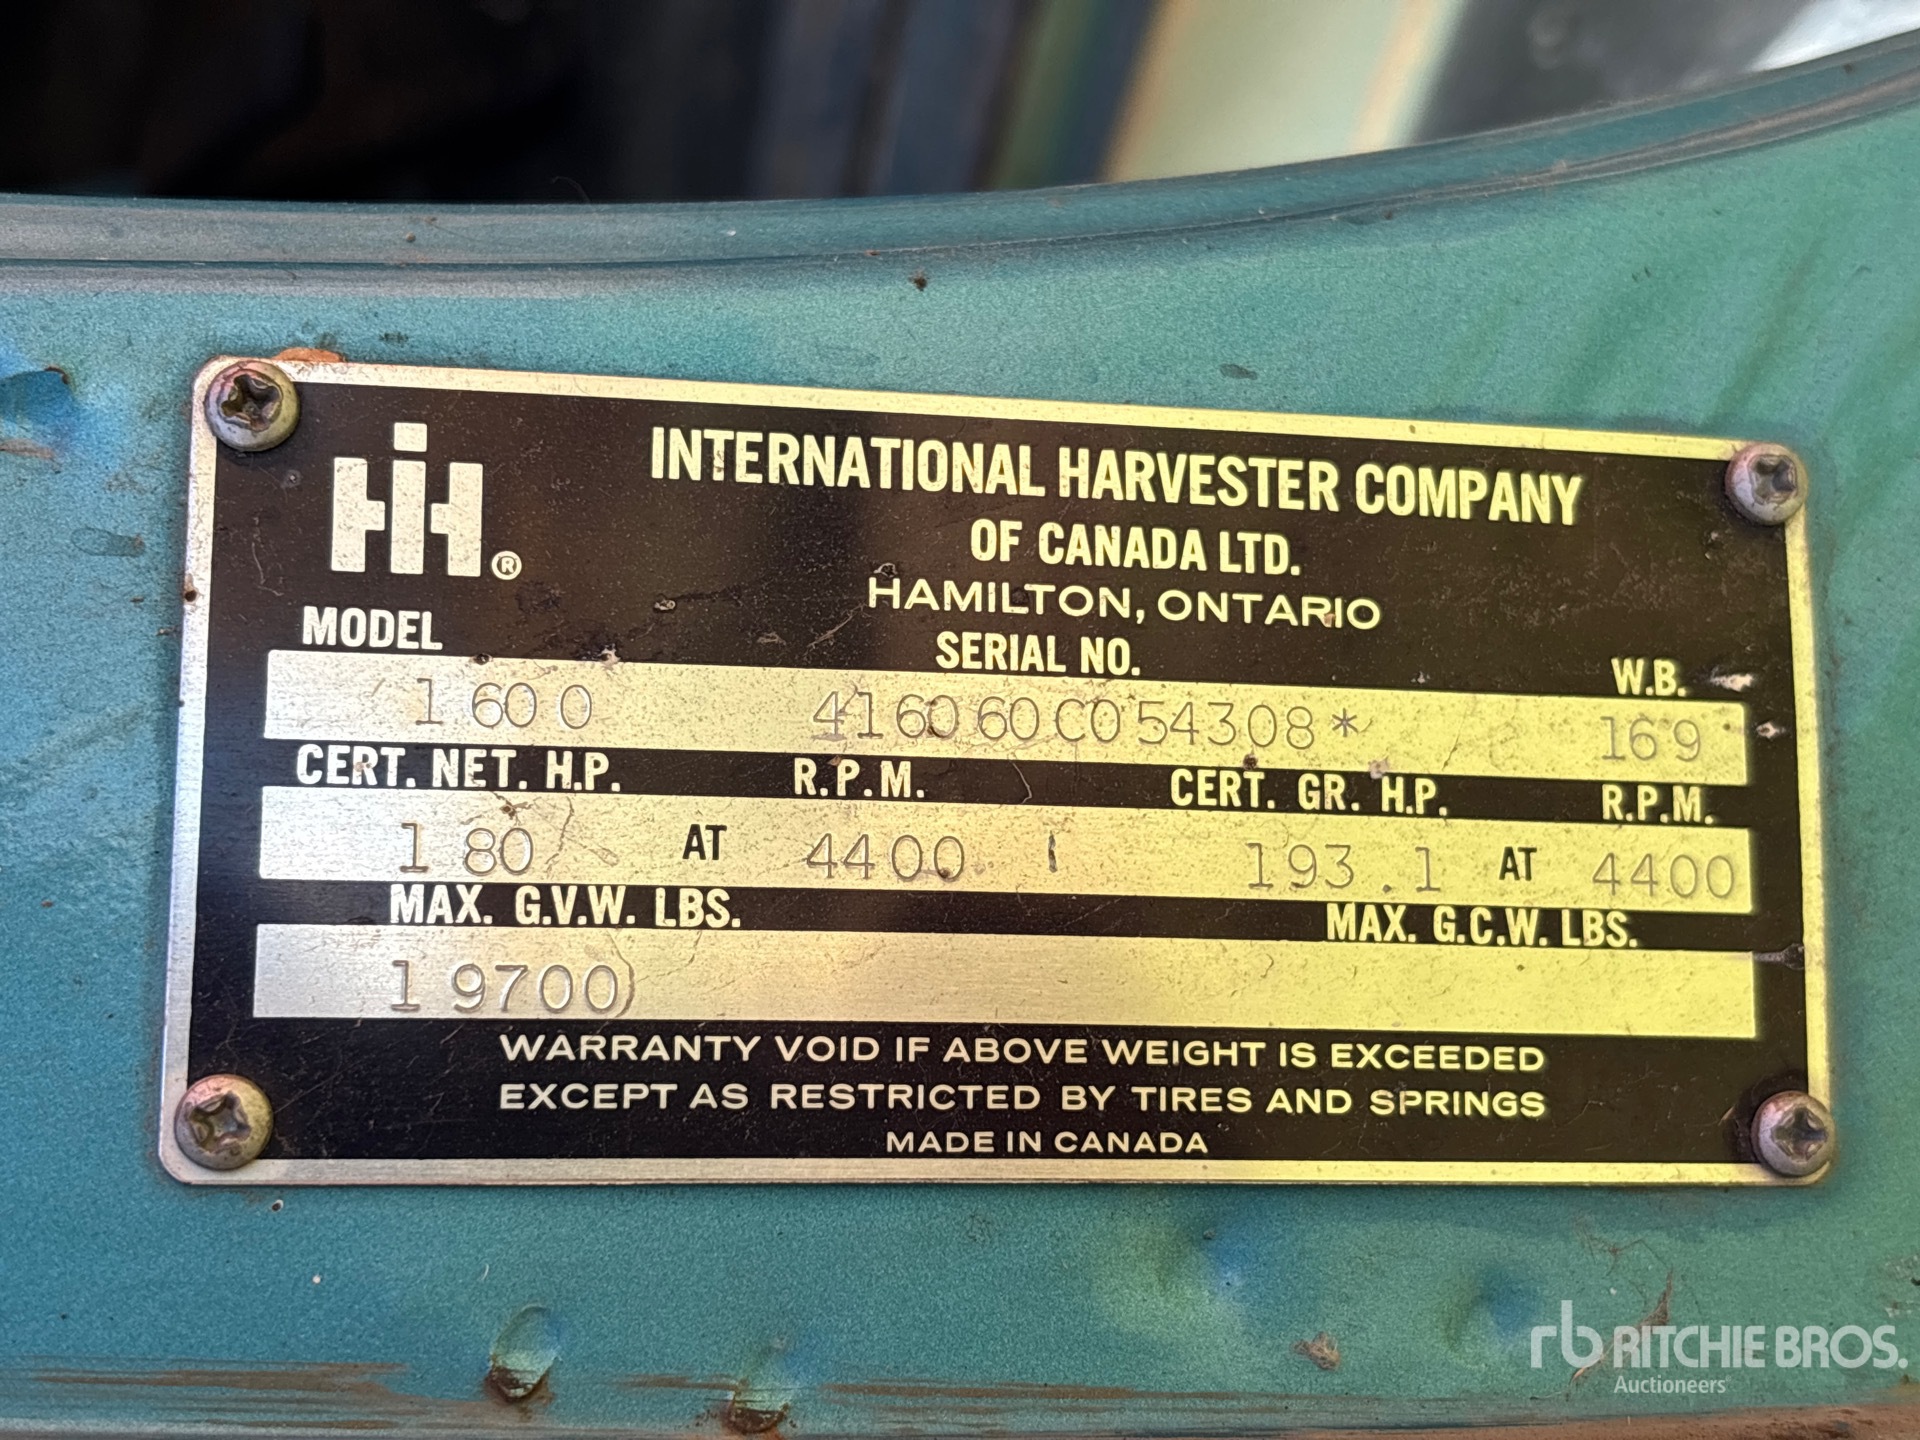 IH®
INTERNATIONAL HARVESTER COMPANY
OF CANADA LTD.
HAMILTON, ONTARIO
MODEL SERIAL NO. W.B.
1600 416060C054308* 169
CERT. NET. H.P. R.P.M. CERT. GR. H.P. R.P.M.
180 AT 4400 193.1 AT 4400
MAX. G.V.W. LBS. MAX. G.C.W. LBS.
19700
WARRANTY VOID IF ABOVE WEIGHT IS EXCEEDED
EXCEPT AS RESTRICTED BY TIRES AND SPRINGS
MADE IN CANADA
rb RITCHIE BROS.
Auctioneers